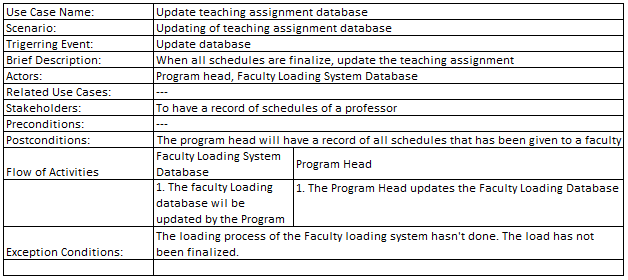 Use Case Name: Update teaching assignment database
Scenario: Updating of teaching assignment database
Trigerring Event: Update database
Brief Description: When all schedules are finalize, update the teaching assignment
Actors: Program head, Faculty Loading System Database
Related Use Cases: ---
Stakeholders: To have a record of schedules of a professor
Preconditions: ---
Postconditions: The program head will have a record of all schedules that has been given to a faculty
Flow of Activities
Faculty Loading System
Database
Program Head
1. The faculty Loading
database wil be
updated by the Program
1. The Program Head updates the Faculty Loading Database
Exception Conditions:
The loading process of the Faculty loading system hasn't done. The load has not
been finalized.